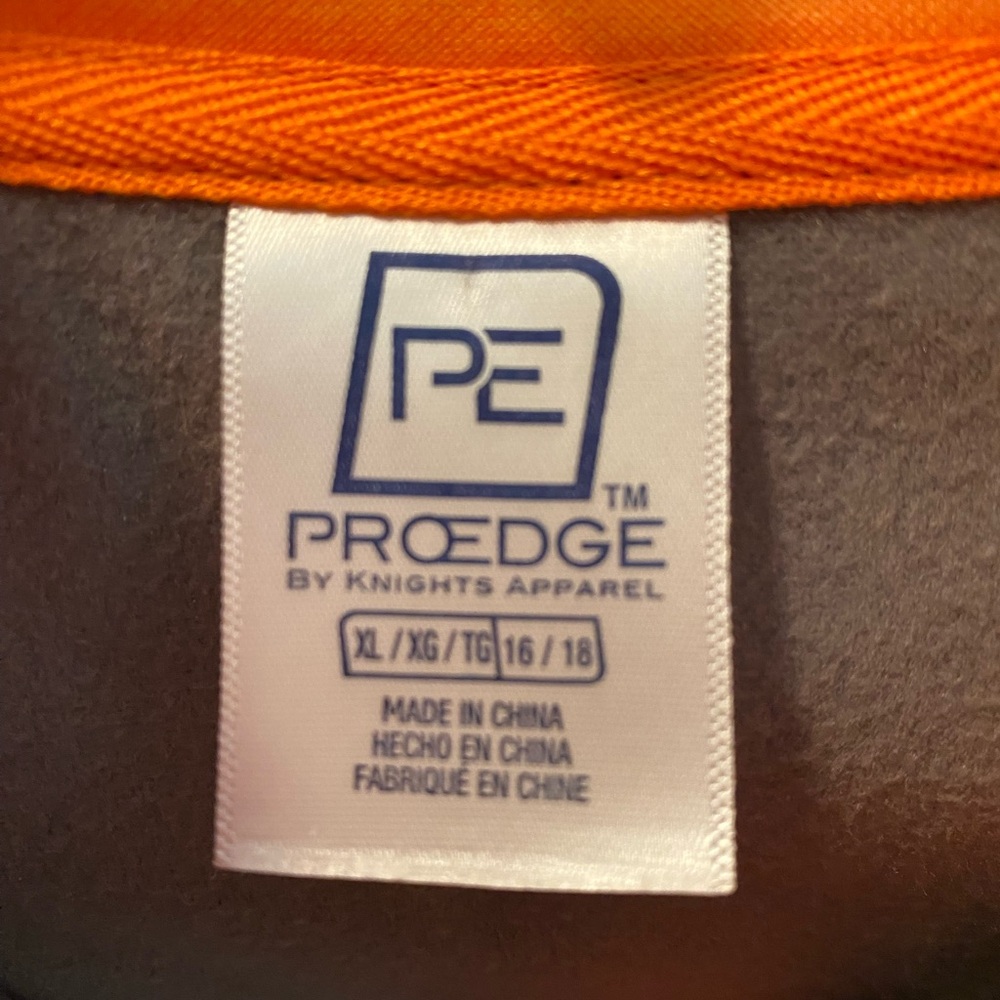 PE
TM
PROEDGE
BY KNIGHTS APPAREL
XL / XG / TG 16 / 18
MADE IN CHINA
HECHO EN CHINA
FABRIQUÉ EN CHINE